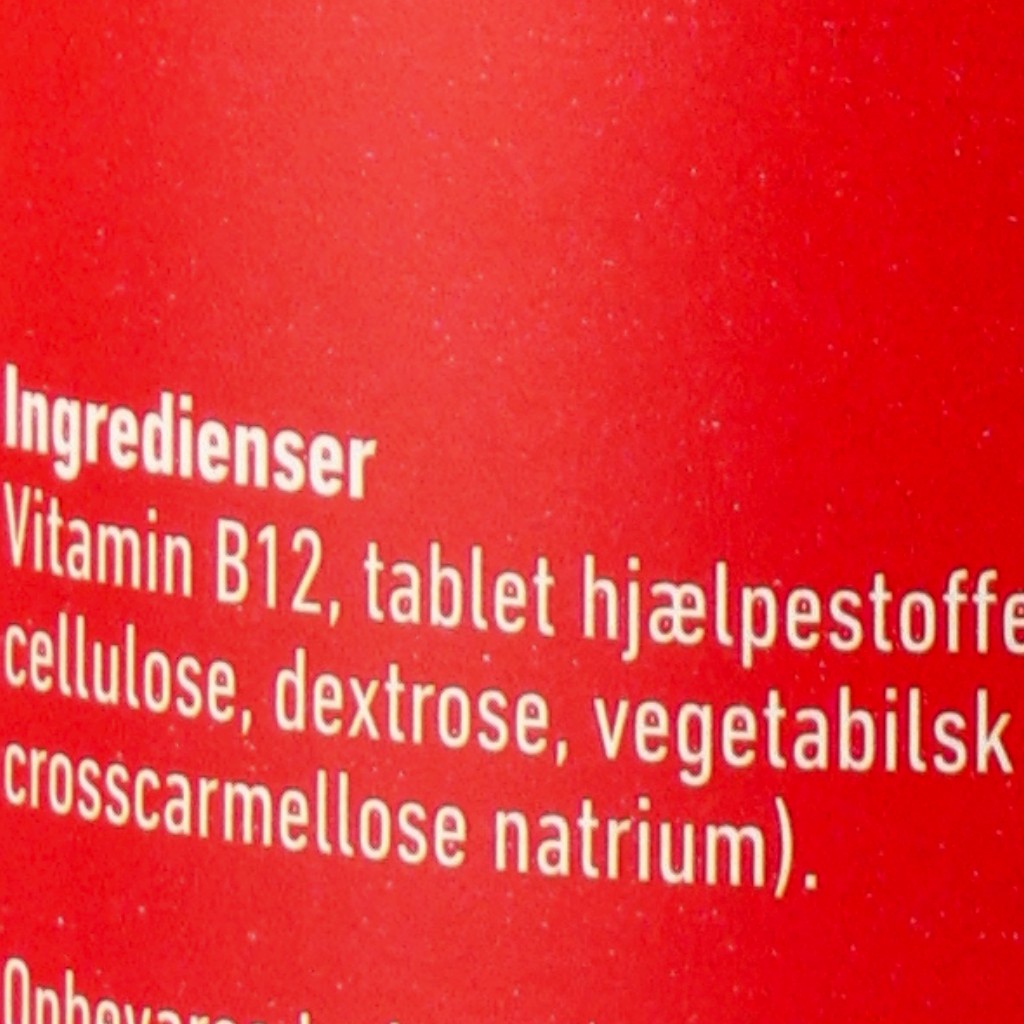 Ingredienser
Vitamin B12, tablet hjælpestoffe
cellulose, dextrose, vegetabilsk
crosscarmellose natrium).